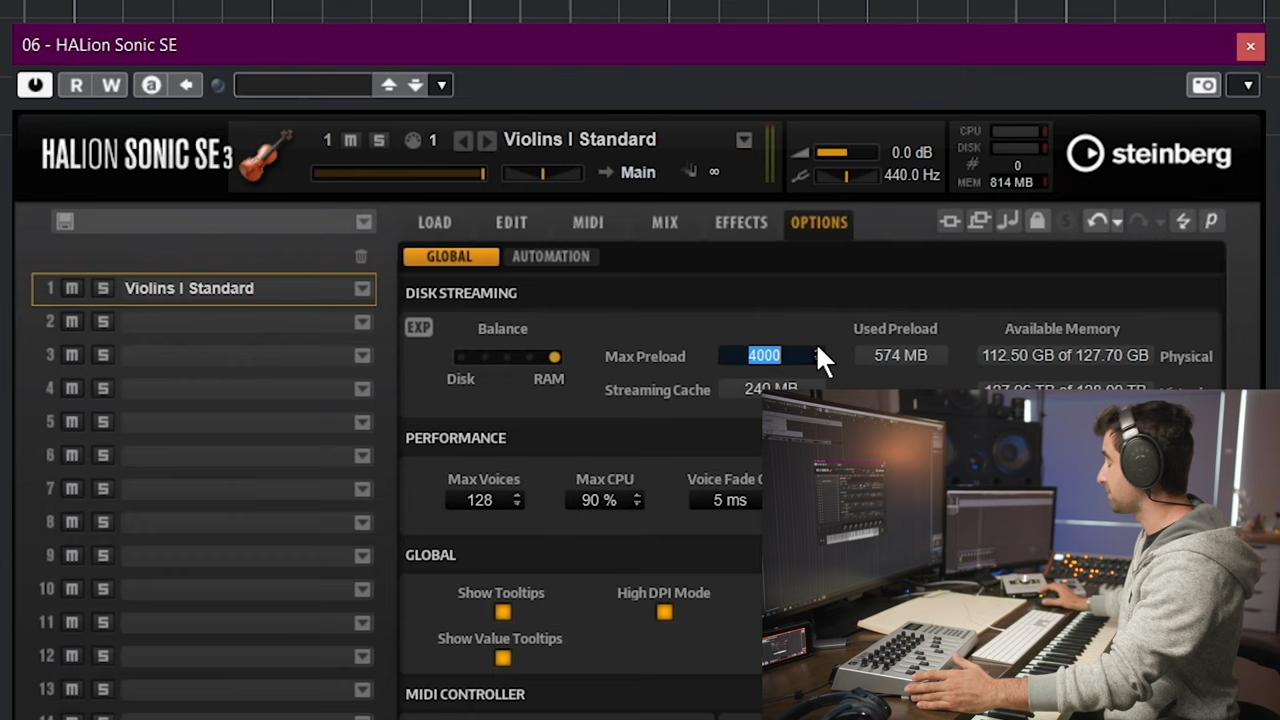 06 - HALion Sonic SE
R W a
HALION SONIC SE 3
1 m S 1 Violins I Standard
Main ∞
0.0 dB
440.0 Hz
CPU
DISK
# 0
MEM 814 MB
steinberg
LOAD EDIT MIDI MIX EFFECTS OPTIONS
S P
GLOBAL AUTOMATION
1 m S Violins I Standard
2 m S
3 m S
4 m S
5 m S
6 m S
7 m S
8 m S
9 m S
10 m S
11 m S
12 m S
13 m S
DISK STREAMING
EXP Balance Used Preload Available Memory
Max Preload 4000 574 MB 112.50 GB of 127.70 GB Physical
Disk RAM
Streaming Cache 240 MB
PERFORMANCE
Max Voices Max CPU Voice Fade
128 90 % 5 ms
GLOBAL
Show Tooltips High DPI Mode
Show Value Tooltips
MIDI CONTROLLER